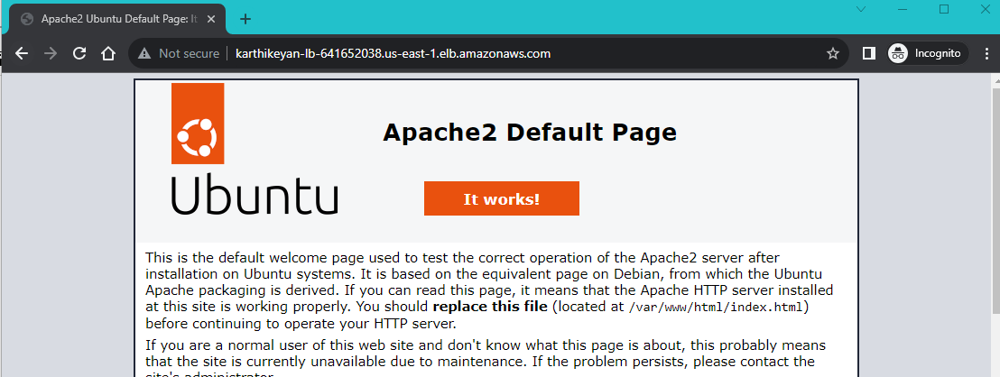 Apache2 Ubuntu Default Page: It
Not secure
karthikeyan-lb-641652038.us-east-1.elb.amazonaws.com
Incognito
Apache2 Default Page
Ubuntu
It works!
This is the default welcome page used to test the correct operation of the Apache2 server after
installation on Ubuntu systems. It is based on the equivalent page on Debian, from which the Ubuntu
Apache packaging is derived. If you can read this page, it means that the Apache HTTP server installed
at this site is working properly. You should replace this file (located at /var/www/html/index.html)
before continuing to operate your HTTP server.
If you are a normal user of this web site and don't know what this page is about, this probably means
that the site is currently unavailable due to maintenance. If the problem persists, please contact the
site's administrator.